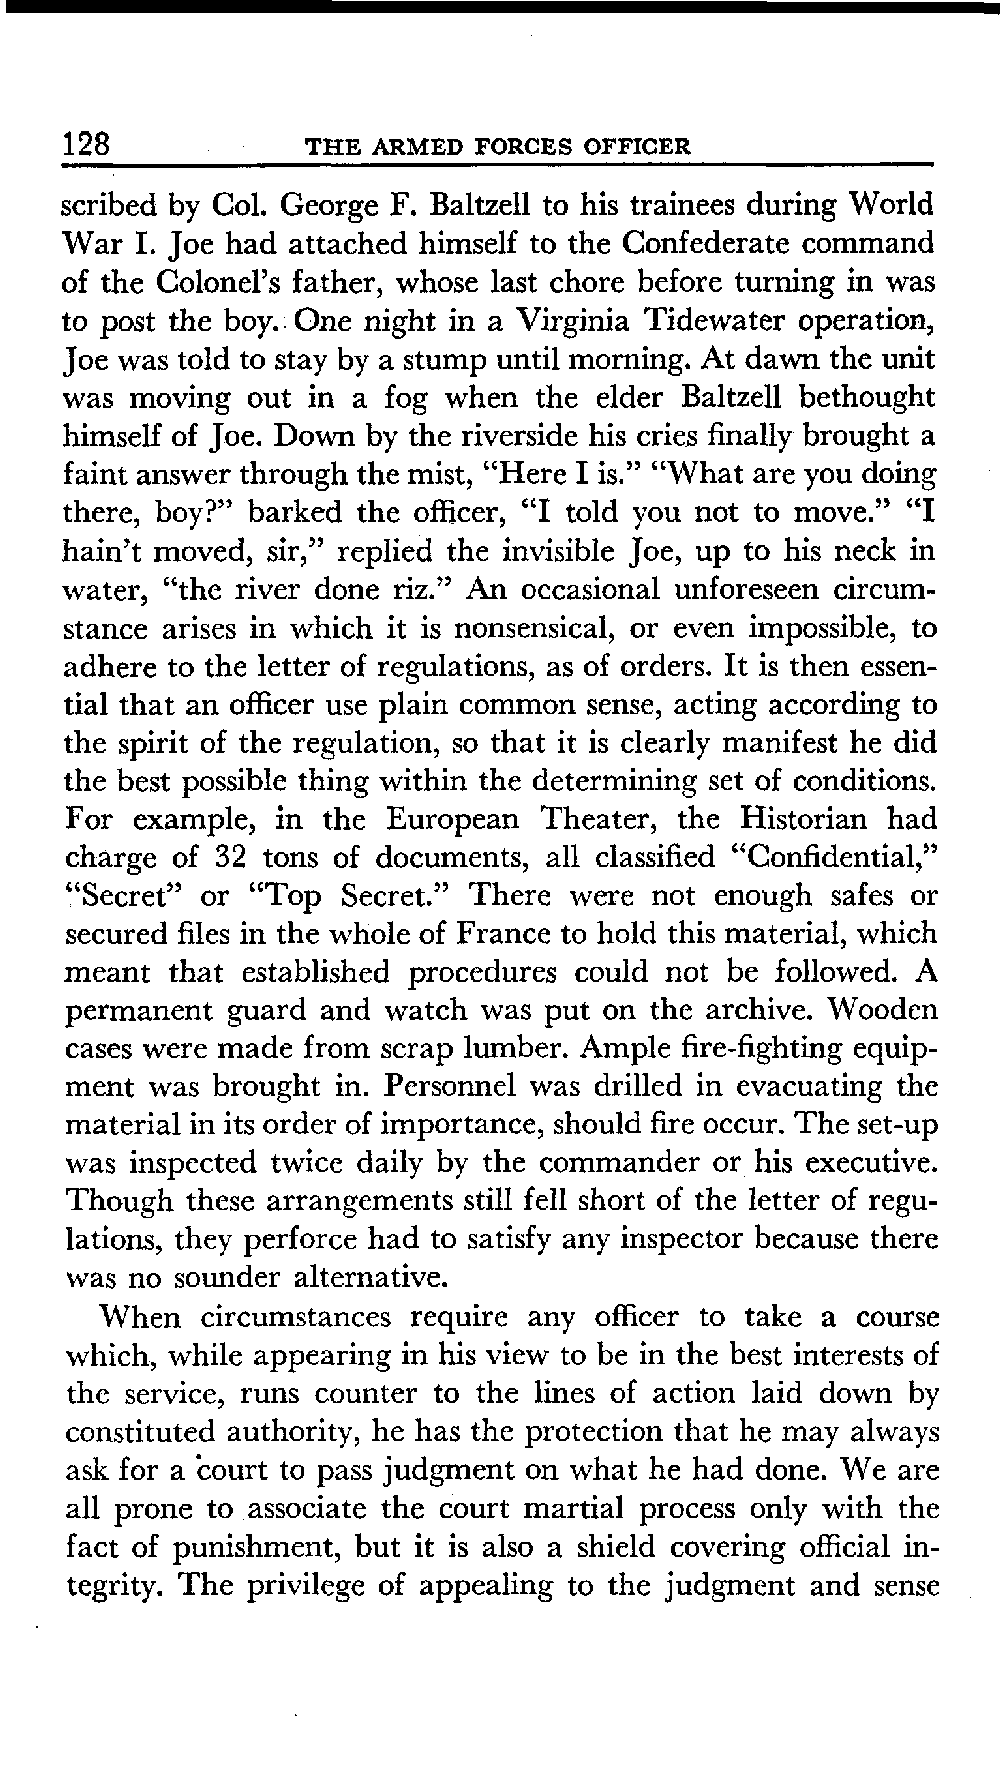 128 THE ARMED FORCES OFFICER
scribed by Col. George F. Baltzell to his trainees during World
War I. Joe had attached himself to the Confederate command
of the Colonel's father, whose last chore before turning in was
to post the boy. One night in a Virginia Tidewater operation,
Joe was told to stay by a stump until morning. At dawn the unit
was moving out in a fog when the elder Baltzell bethought
himself of Joe. Down by the riverside his cries finally brought a
faint answer through the mist, “Here I is.” “What are you doing
there, boy?” barked the officer, “I told you not to move.” “I
hain't moved, sir,” replied the invisible Joe, up to his neck in
water, “the river done riz.” An occasional unforeseen circum-
stance arises in which it is nonsensical, or even impossible, to
adhere to the letter of regulations, as of orders. It is then essen-
tial that an officer use plain common sense, acting according to
the spirit of the regulation, so that it is clearly manifest he did
the best possible thing within the determining set of conditions.
For example, in the European Theater, the Historian had
charge of 32 tons of documents, all classified “Confidential,”
“Secret” or “Top Secret.” There were not enough safes or
secured files in the whole of France to hold this material, which
meant that established procedures could not be followed. A
permanent guard and watch was put on the archive. Wooden
cases were made from scrap lumber. Ample fire-fighting equip-
ment was brought in. Personnel was drilled in evacuating the
material in its order of importance, should fire occur. The set-up
was inspected twice daily by the commander or his executive.
Though these arrangements still fell short of the letter of regu-
lations, they perforce had to satisfy any inspector because there
was no sounder alternative.
When circumstances require any officer to take a course
which, while appearing in his view to be in the best interests of
the service, runs counter to the lines of action laid down by
constituted authority, he has the protection that he may always
ask for a court to pass judgment on what he had done. We are
all prone to associate the court martial process only with the
fact of punishment, but it is also a shield covering official in-
tegrity. The privilege of appealing to the judgment and sense